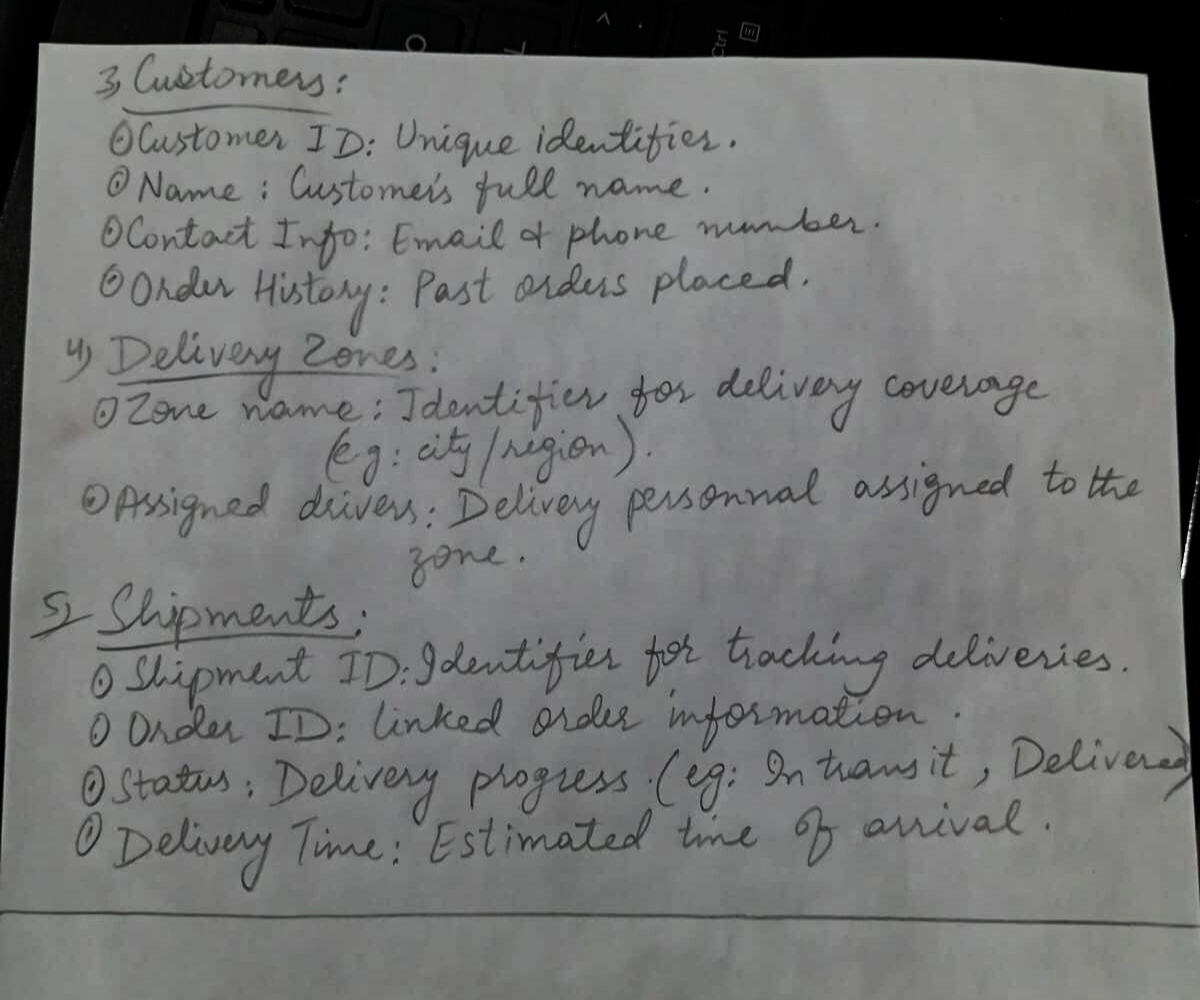 Ctrl
3, Customers:
⊙ Customer ID: Unique identifier.
⊙ Name : Customer's full name.
⊙ Contact Info: Email & phone number.
⊙ Order History: Past orders placed.
4) Delivery Zones:
⊙ Zone name: Identifier for delivery coverage
(e.g: city/region).
⊙ Assigned drivers: Delivery personnal assigned to the
zone.
5) Shipments:
⊙ Shipment ID: Identifier for tracking deliveries.
⊙ Order ID: linked order information.
⊙ Status: Delivery progress. (eg: In transit, Delivered)
⊙ Delivery Time: Estimated time of arrival.